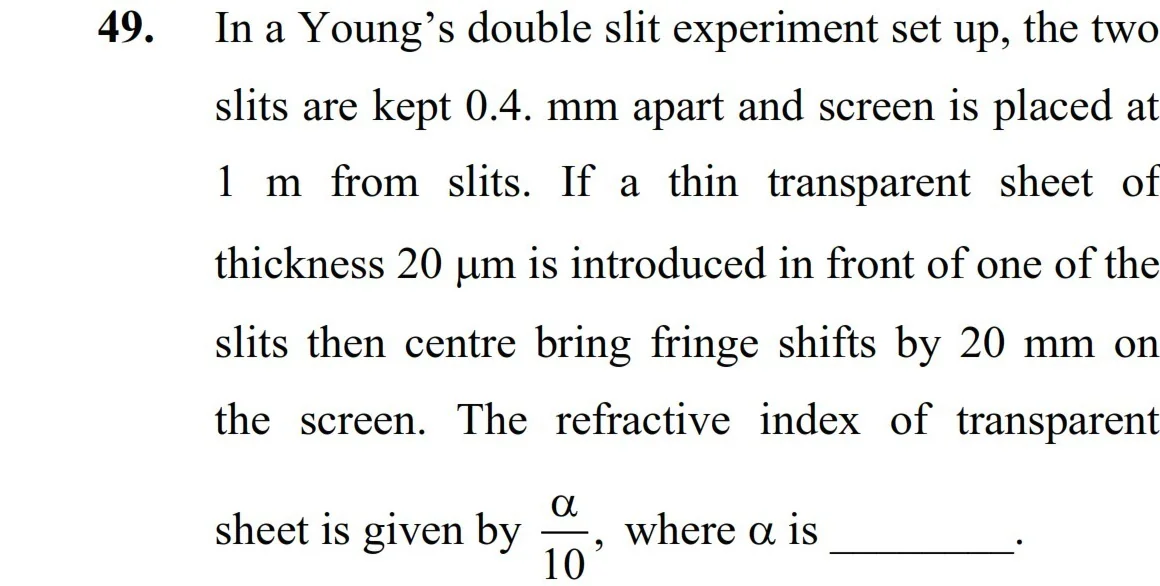 49. In a Young’s double slit experiment set up, the two
slits are kept 0.4. mm apart and screen is placed at
1 m from slits. If a thin transparent sheet of
thickness 20 μm is introduced in front of one of the
slits then centre bring fringe shifts by 20 mm on
the screen. The refractive index of transparent
sheet is given by α/10, where α is ________.